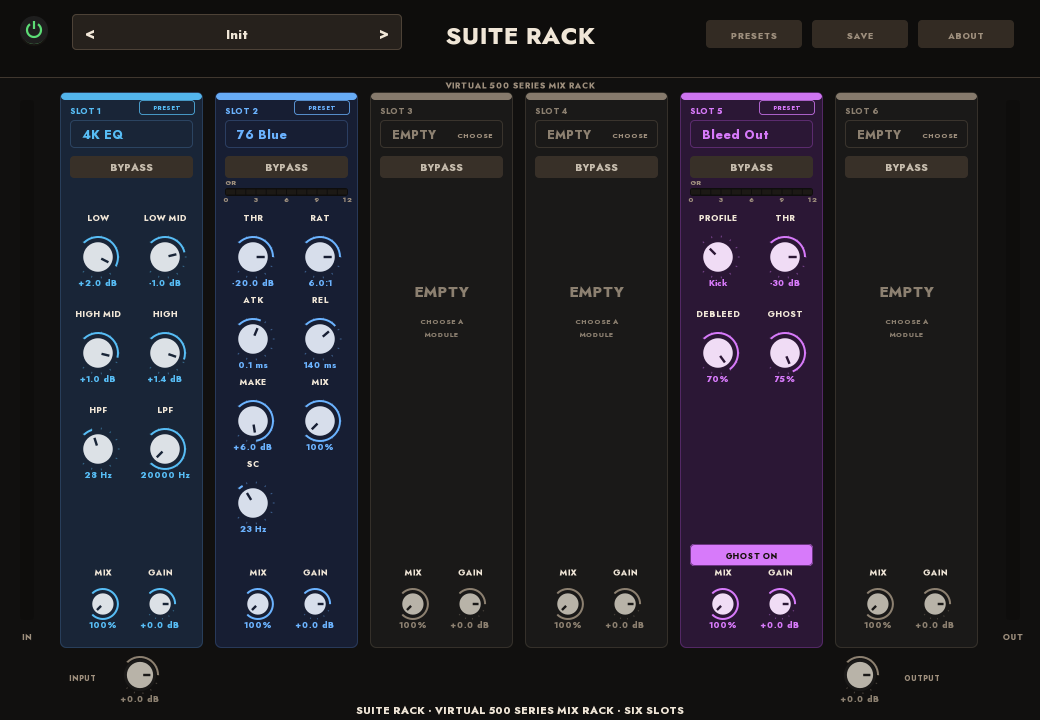 < Init >
SUITE RACK
PRESETS SAVE ABOUT
VIRTUAL 500 SERIES MIX RACK
SLOT 1 PRESET
4K EQ
BYPASS
LOW LOW MID
+2.0 dB -1.0 dB
HIGH MID HIGH
+1.0 dB +1.4 dB
HPF LPF
28 Hz 20000 Hz
MIX GAIN
100% +0.0 dB
SLOT 2 PRESET
76 Blue
BYPASS
GR
0 3 6 9 12
THR RAT
-20.0 dB 6.0:1
ATK REL
0.1 ms 140 ms
MAKE MIX
+6.0 dB 100%
SC
23 Hz
MIX GAIN
100% +0.0 dB
SLOT 3
EMPTY CHOOSE
BYPASS
EMPTY
CHOOSE A
MODULE
MIX GAIN
100% +0.0 dB
SLOT 4
EMPTY CHOOSE
BYPASS
EMPTY
CHOOSE A
MODULE
MIX GAIN
100% +0.0 dB
SLOT 5 PRESET
Bleed Out
BYPASS
GR
0 3 6 9 12
PROFILE THR
Kick -30 dB
DEBLEED GHOST
70% 75%
GHOST ON
MIX GAIN
100% +0.0 dB
SLOT 6
EMPTY CHOOSE
BYPASS
EMPTY
CHOOSE A
MODULE
MIX GAIN
100% +0.0 dB
IN OUT
INPUT
+0.0 dB
OUTPUT
+0.0 dB
SUITE RACK · VIRTUAL 500 SERIES MIX RACK · SIX SLOTS